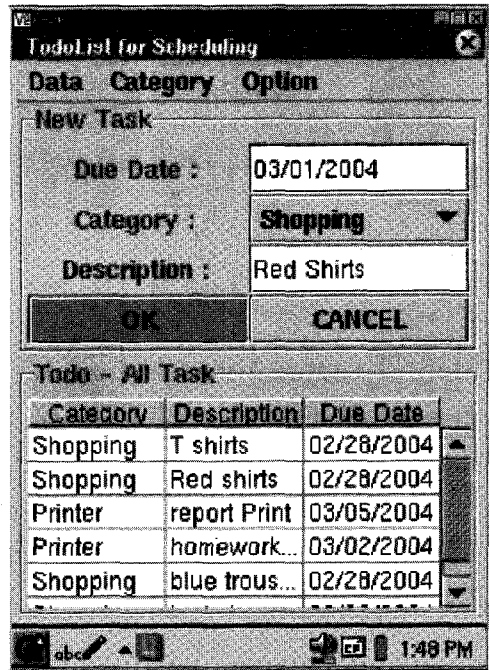 TodoList for Scheduling
Data Category Option
New Task
Due Date : 03/01/2004
Category : Shopping
Description : Red Shirts
OK CANCEL
Todo - All Task
Category Description Due Date
Shopping T shirts 02/28/2004
Shopping Red shirts 02/28/2004
Printer report Print 03/05/2004
Printer homework... 03/02/2004
Shopping blue trous... 02/28/2004
abc 1:48 PM